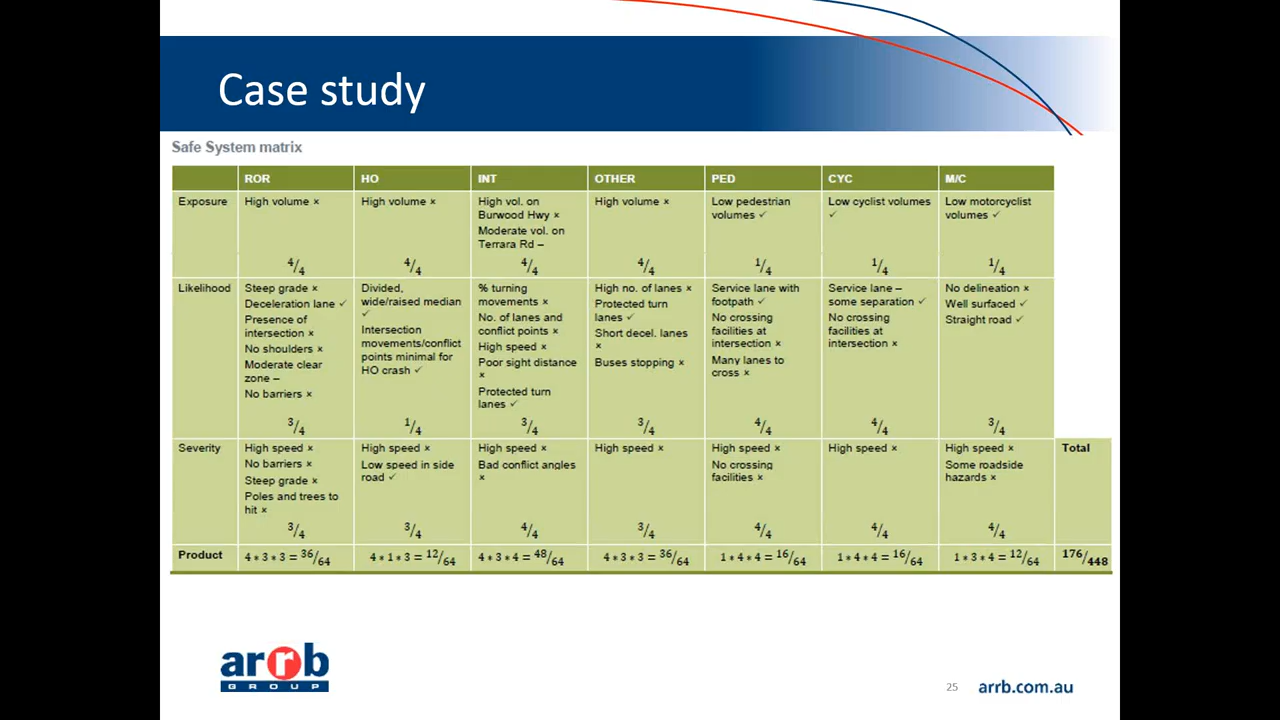 Case study
Safe System matrix
ROR HO INT OTHER PED CYC M/C
Exposure
High volume ×
4/4
High volume ×
4/4
High vol. on
Burwood Hwy ×
Moderate vol. on
Terrara Rd –
4/4
High volume ×
4/4
Low pedestrian
volumes ✓
1/4
Low cyclist volumes
✓
1/4
Low motorcyclist
volumes ✓
1/4
Likelihood
Steep grade ×
Deceleration lane ✓
Presence of
intersection ×
No shoulders ×
Moderate clear
zone –
No barriers ×
3/4
Divided,
wide/raised median
✓
Intersection
movements/conflict
points minimal for
HO crash ✓
1/4
% turning
movements ×
No. of lanes and
conflict points ×
High speed ×
Poor sight distance
×
Protected turn
lanes ✓
3/4
High no. of lanes ×
Protected turn
lanes ✓
Short decel. lanes
×
Buses stopping ×
3/4
Service lane with
footpath ✓
No crossing
facilities at
intersection ×
Many lanes to
cross ×
4/4
Service lane –
some separation ✓
No crossing
facilities at
intersection ×
4/4
No delineation ×
Well surfaced ✓
Straight road ✓
3/4
Severity
High speed ×
No barriers ×
Steep grade ×
Poles and trees to
hit ×
3/4
High speed ×
Low speed in side
road ✓
3/4
High speed ×
Bad conflict angles
×
4/4
High speed ×
3/4
High speed ×
No crossing
facilities ×
4/4
High speed ×
4/4
High speed ×
Some roadside
hazards ×
4/4
Total
Product 4 * 3 * 3 = 36/64 4 * 1 * 3 = 12/64 4 * 3 * 4 = 48/64 4 * 3 * 3 = 36/64 1 * 4 * 4 = 16/64 1 * 4 * 4 = 16/64 1 * 3 * 4 = 12/64 176/448
arrb
GROUP
25 arrb.com.au